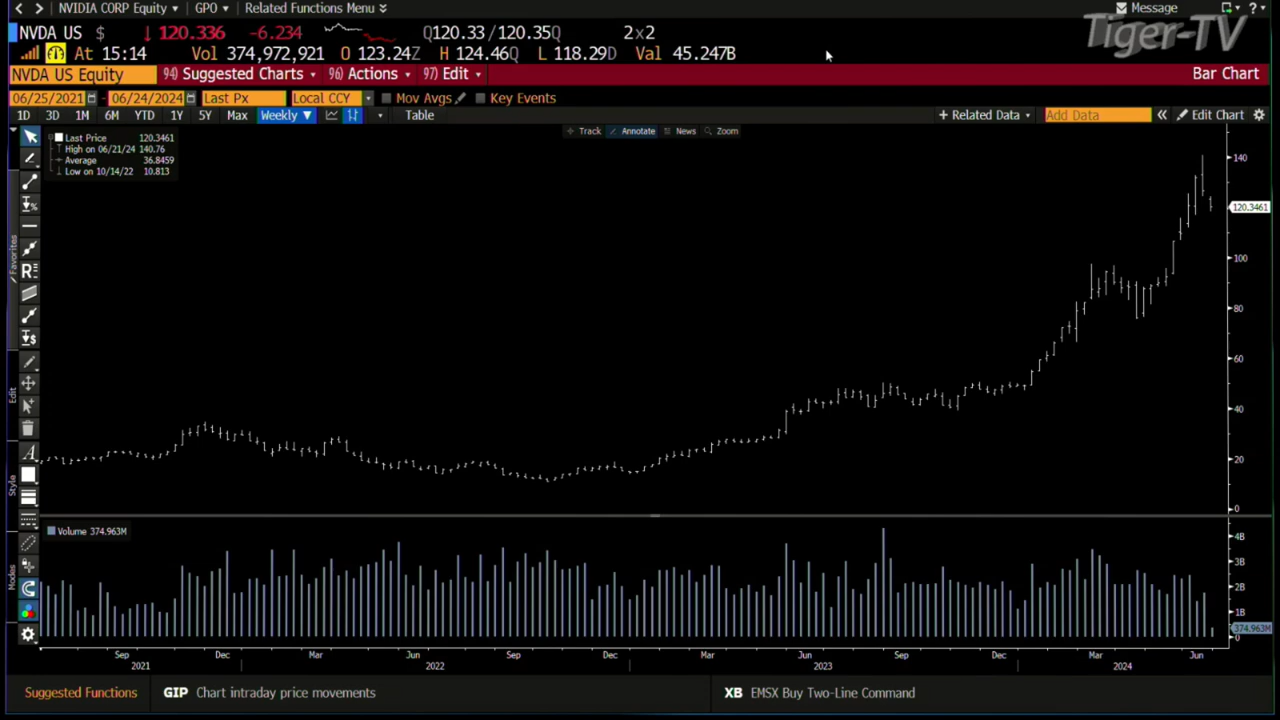 NVIDIA CORP Equity GPO Related Functions Menu Message ?
Tiger-TV
NVDA US $ 120.336 -6.234 Q120.33/120.35Q 2x2
At 15:14 Vol 374,972,921 O 123.24Z H 124.46Q L 118.29D Val 45.247B
NVDA US Equity 94) Suggested Charts 96) Actions 97) Edit Bar Chart
06/25/2021 - 06/24/2024 Last Px Local CCY Mov Avgs Key Events
1D 3D 1M 6M YTD 1Y 5Y Max Weekly Table + Related Data Add Data Edit Chart
Track Annotate News Zoom
Last Price 120.3461
High on 06/21/24 140.76
Average 36.8459
Low on 10/14/22 10.813
140
120.3461
100
80
60
40
20
0
Favorites
Edit
Style
Modes
Volume 374.963M
4B
3B
2B
1B
374.963M
0
Sep Dec Mar Jun Sep Dec Mar Jun Sep Dec Mar Jun
2021 2022 2023 2024
Suggested Functions GIP Chart intraday price movements XB EMSX Buy Two-Line Command